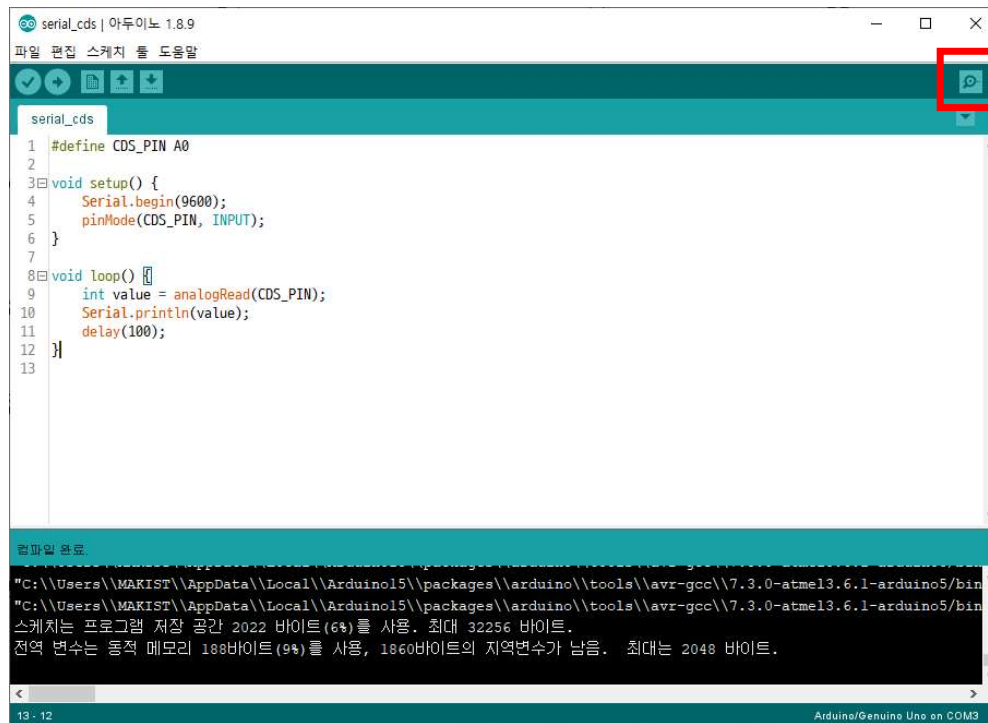 serial_cds | 아두이노 1.8.9
파일 편집 스케치 툴 도움말
serial_cds
1 #define CDS_PIN A0
2
3 void setup() {
4     Serial.begin(9600);
5     pinMode(CDS_PIN, INPUT);
6 }
7
8 void loop() {
9     int value = analogRead(CDS_PIN);
10     Serial.println(value);
11     delay(100);
12 }
13
컴파일 완료.
"C:\\Users\\MAKIST\\AppData\\Local\\Arduino15\\packages\\arduino\\tools\\avr-gcc\\7.3.0-atmel3.6.1-arduino5/bin
"C:\\Users\\MAKIST\\AppData\\Local\\Arduino15\\packages\\arduino\\tools\\avr-gcc\\7.3.0-atmel3.6.1-arduino5/bin
스케치는 프로그램 저장 공간 2022 바이트(6%)를 사용. 최대 32256 바이트.
전역 변수는 동적 메모리 188바이트(9%)를 사용, 1860바이트의 지역변수가 남음.  최대는 2048 바이트.
13 - 12
Arduino/Genuino Uno on COM3